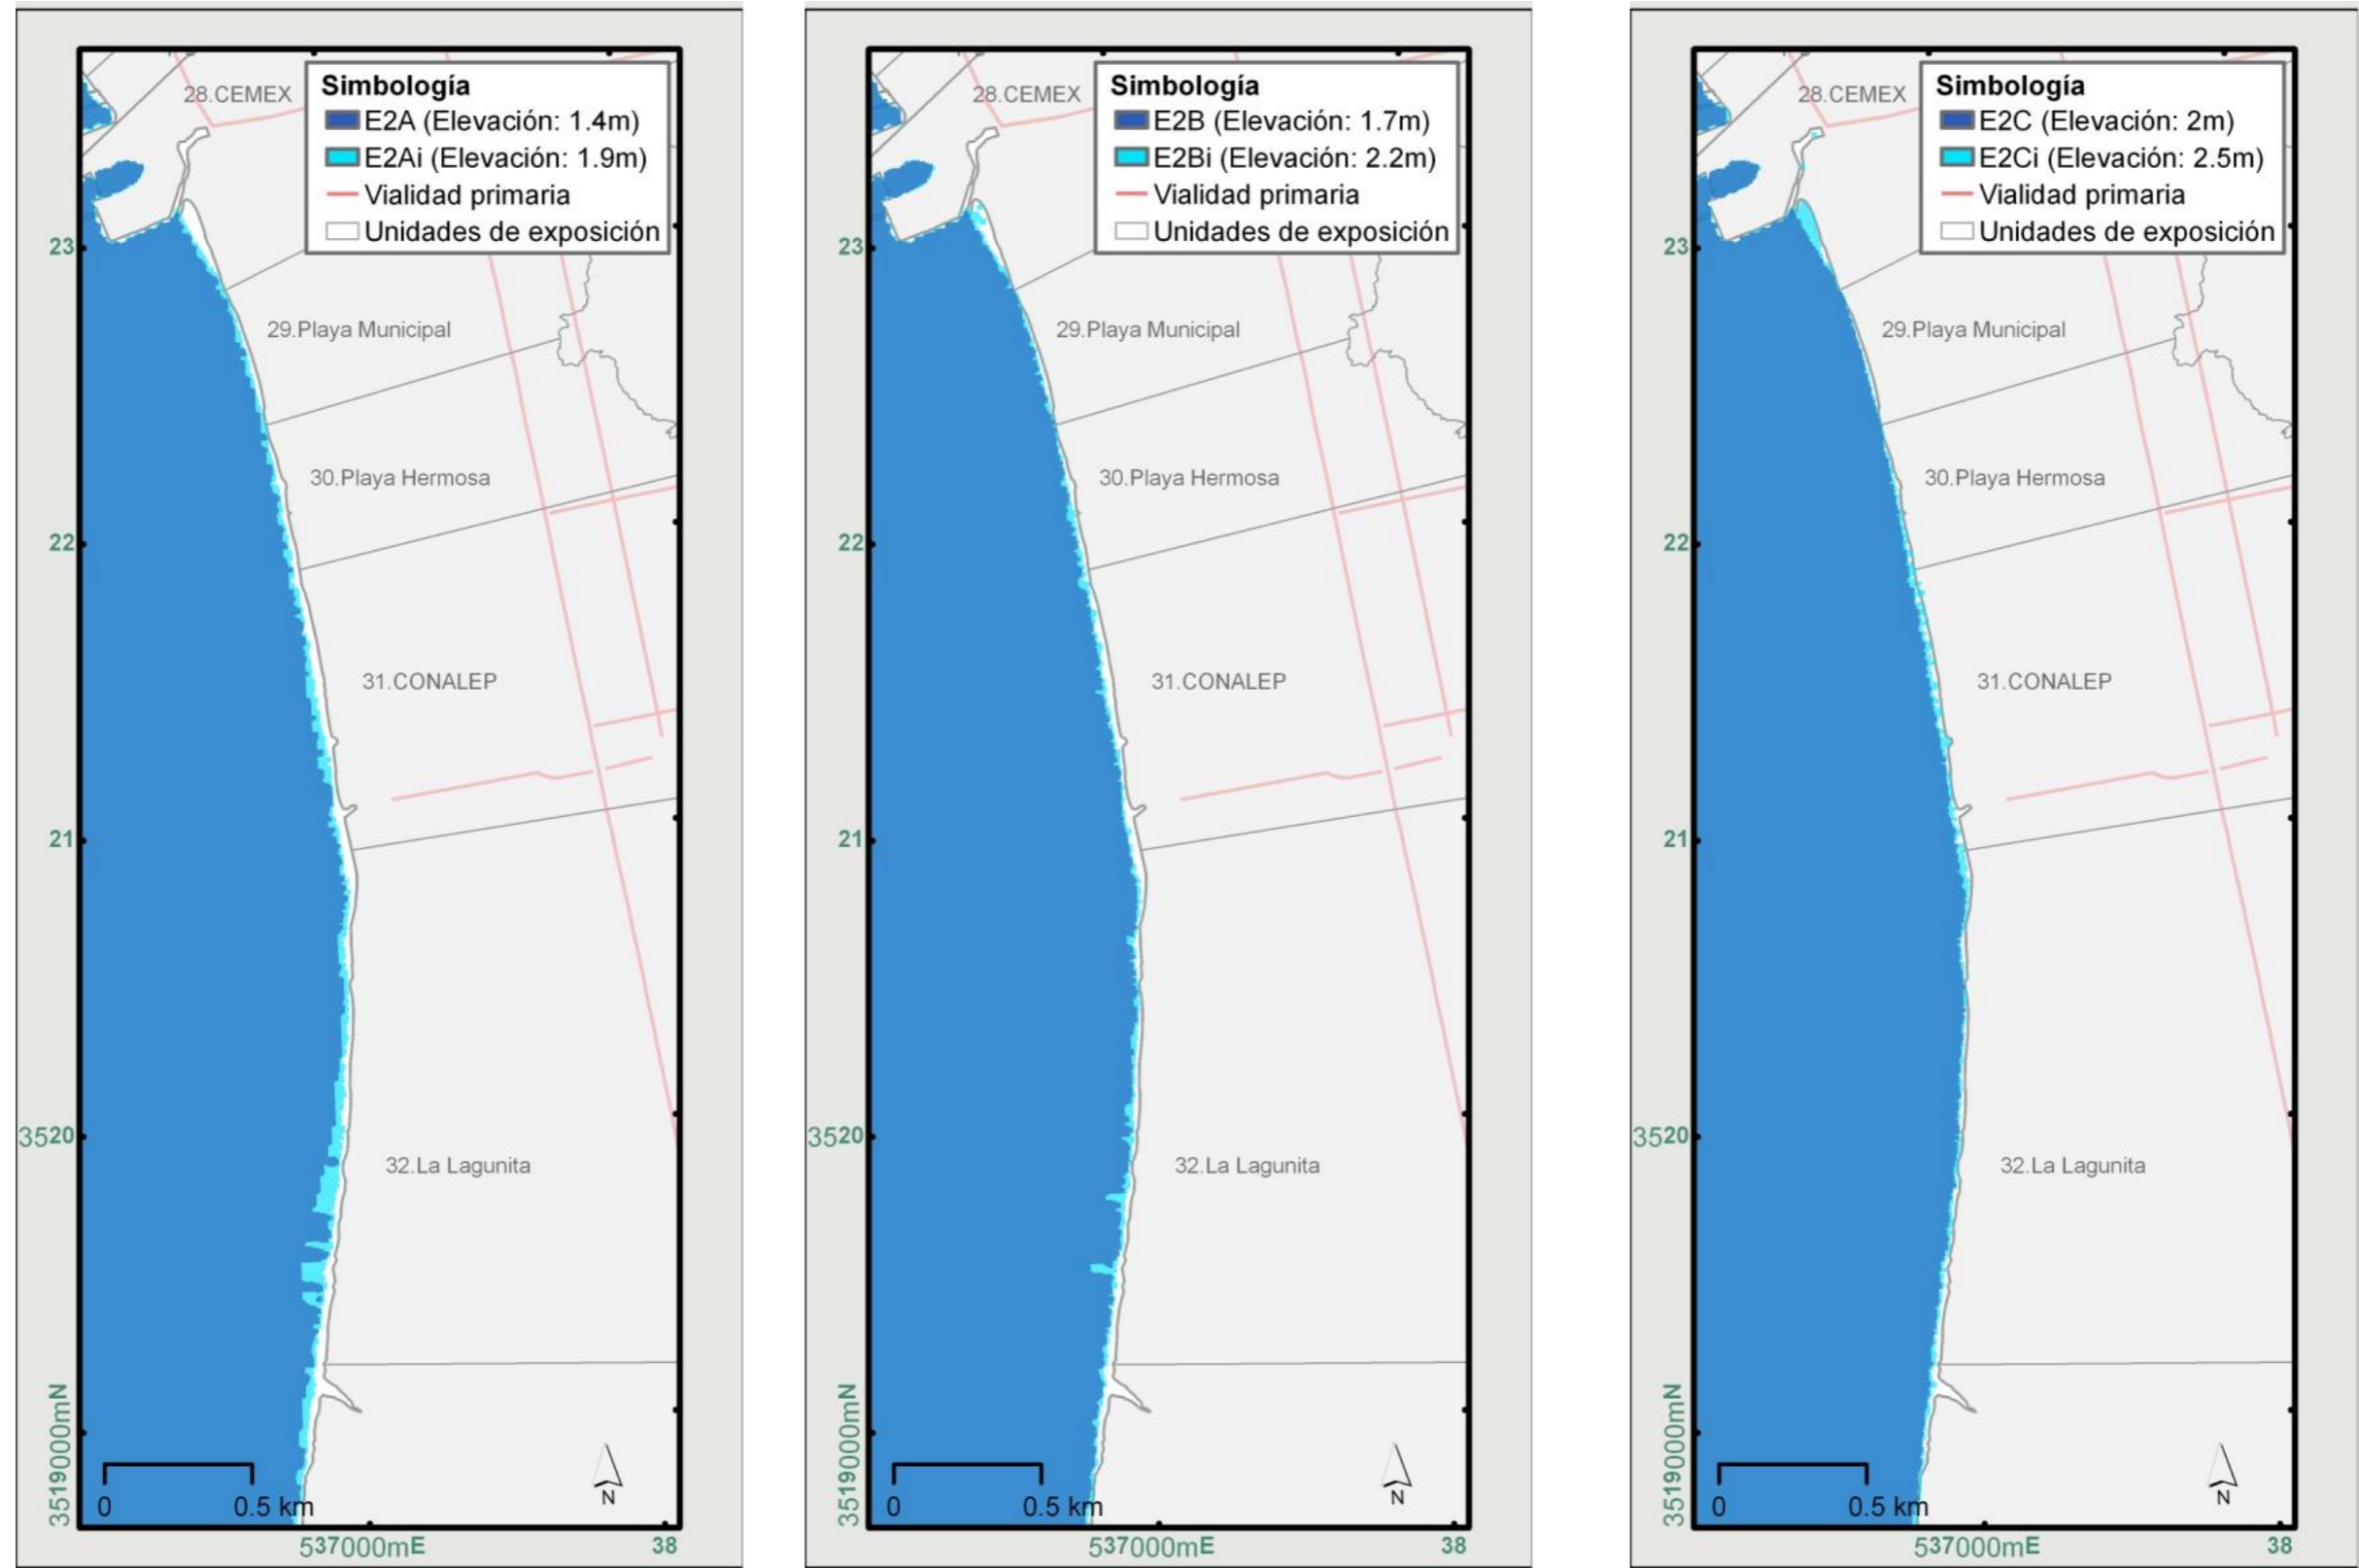 Simbología
28.CEMEX
E2A (Elevación: 1.4m)
E2Ai (Elevación: 1.9m)
Vialidad primaria
Unidades de exposición
23
29.Playa Municipal
30.Playa Hermosa
22
31.CONALEP
21
3520
32.La Lagunita
3519000mN
0 0.5 km
N
537000mE 38
Simbología
28.CEMEX
E2B (Elevación: 1.7m)
E2Bi (Elevación: 2.2m)
Vialidad primaria
Unidades de exposición
23
29.Playa Municipal
30.Playa Hermosa
22
31.CONALEP
21
3520
32.La Lagunita
3519000mN
0 0.5 km
N
537000mE 38
Simbología
28.CEMEX
E2C (Elevación: 2m)
E2Ci (Elevación: 2.5m)
Vialidad primaria
Unidades de exposición
23
29.Playa Municipal
30.Playa Hermosa
22
31.CONALEP
21
3520
32.La Lagunita
3519000mN
0 0.5 km
N
537000mE 38